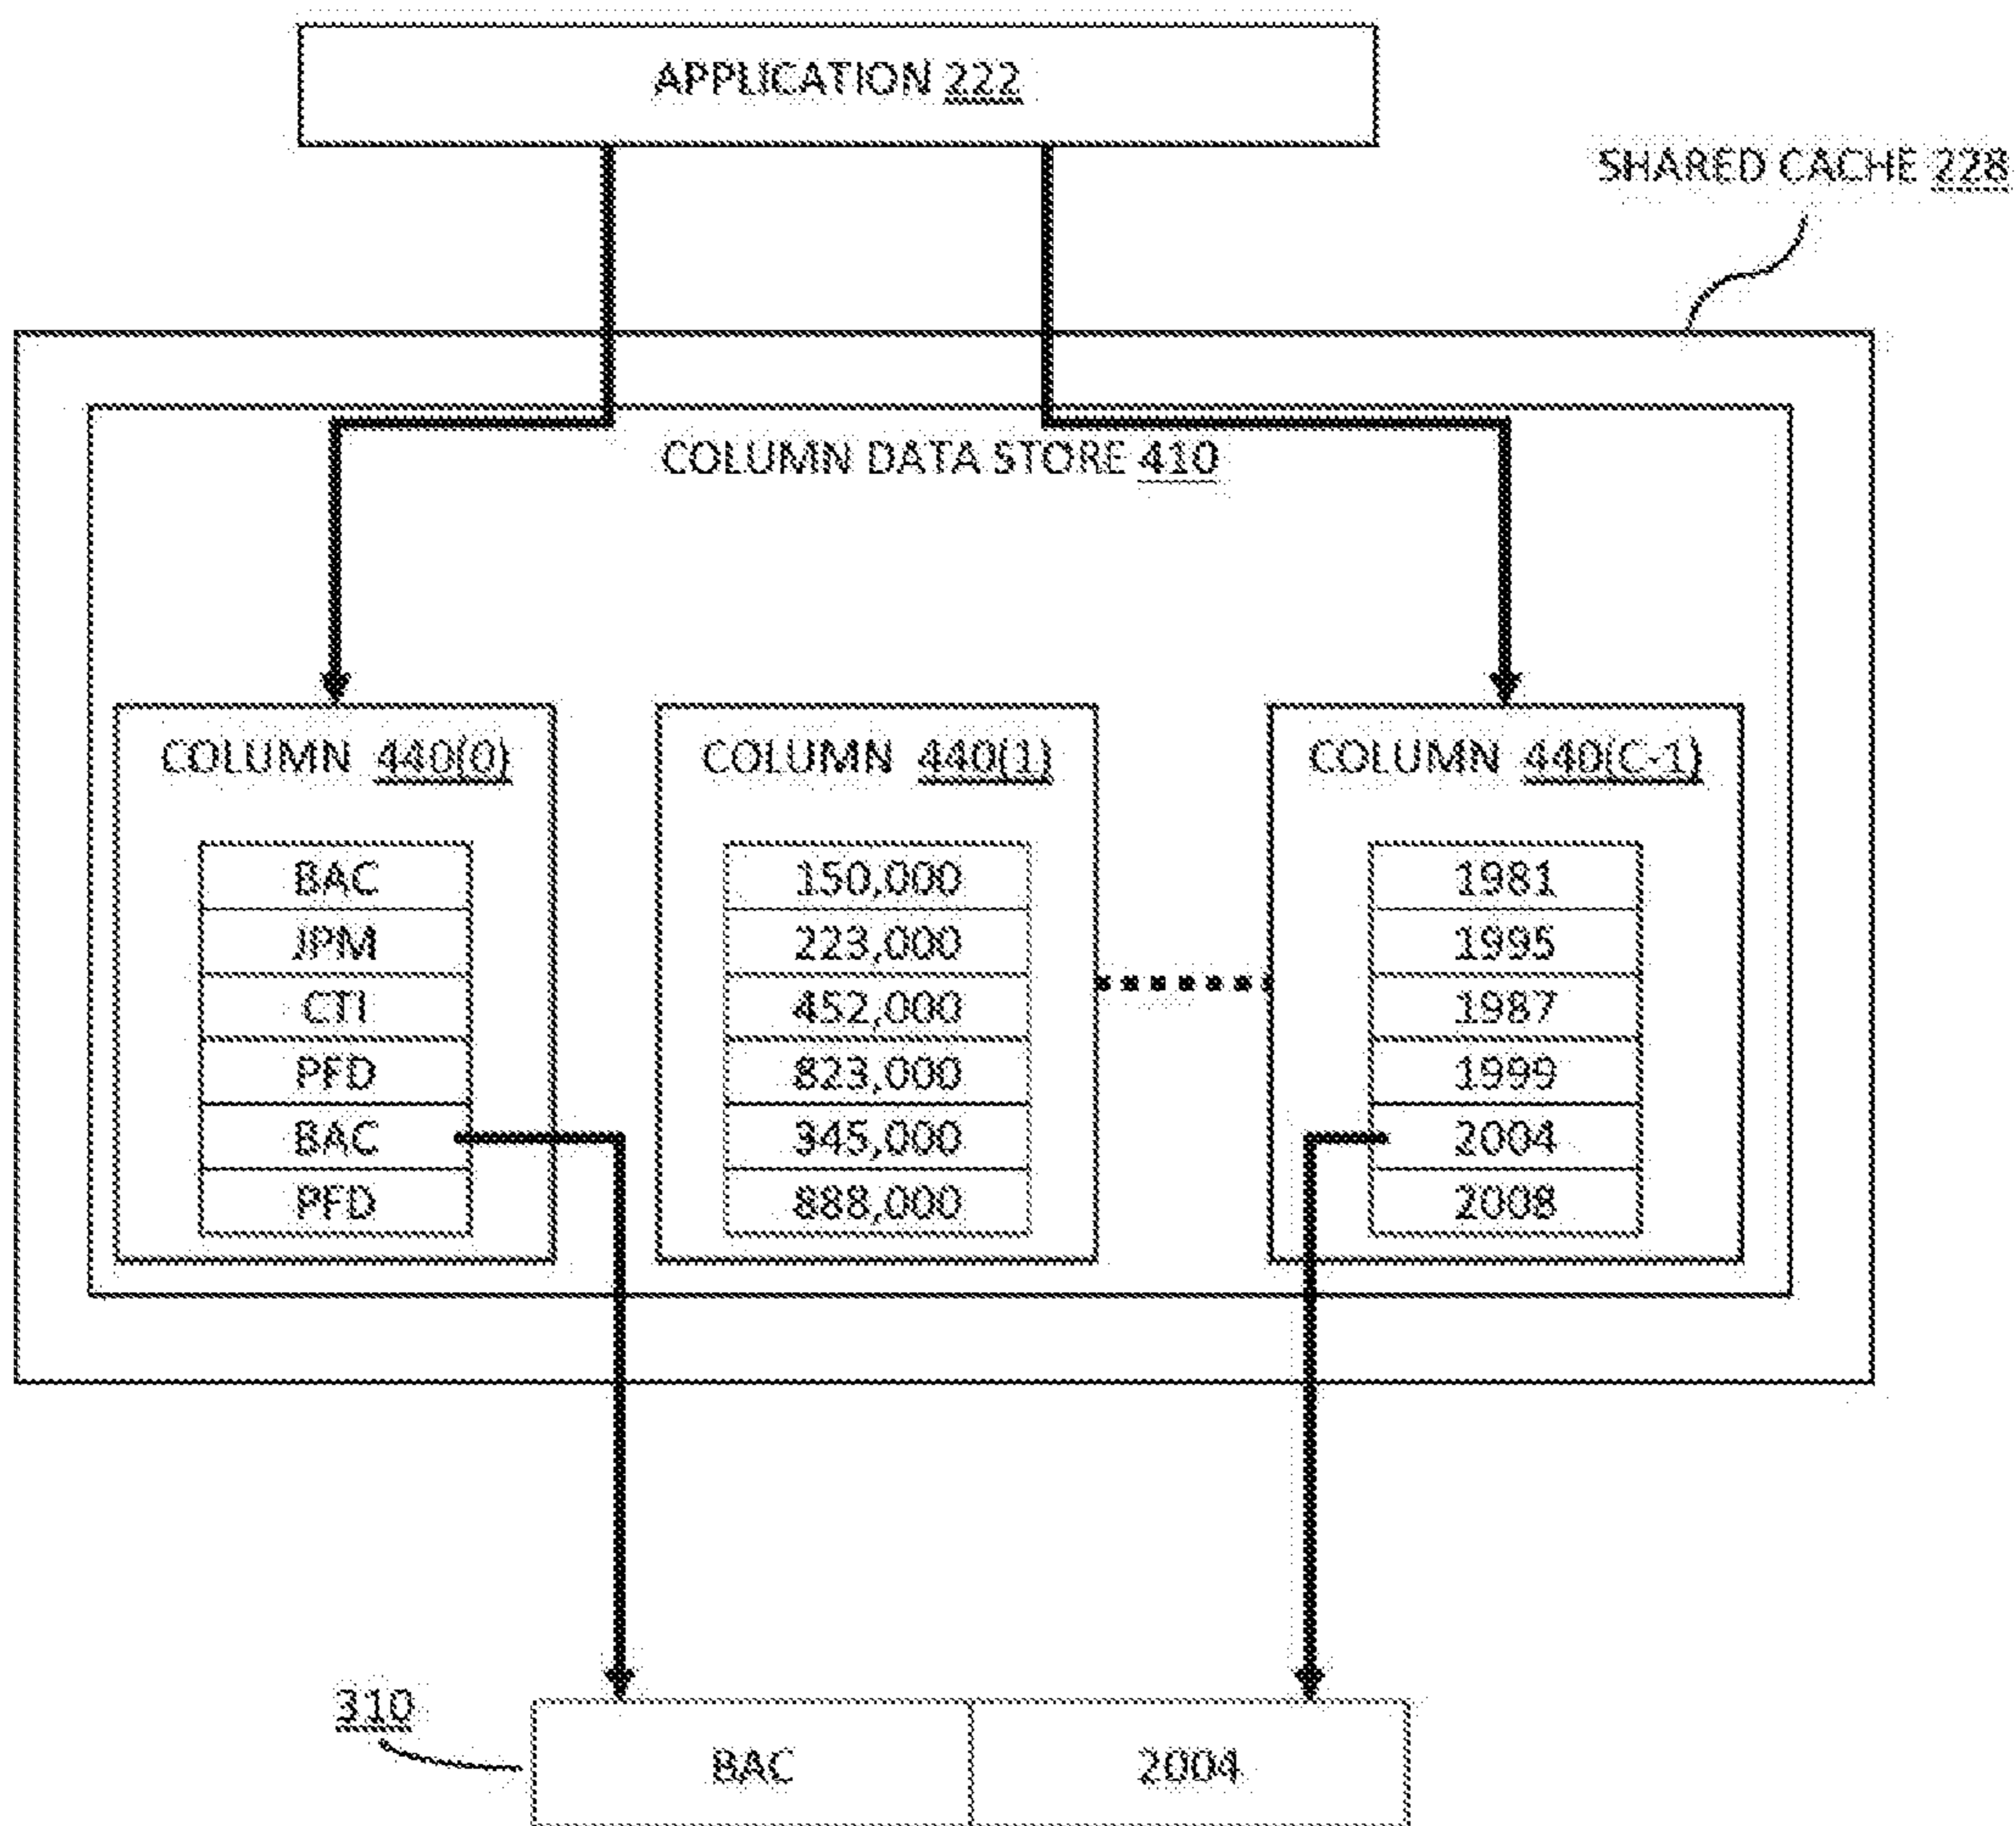 APPLICATION 222
SHARED CACHE 228
COLUMN DATA STORE 410
COLUMN 440(0)
BAC
JPM
CTI
PFD
BAC
PFD
COLUMN 440(1)
150,000
223,000
452,000
823,000
345,000
888,000
COLUMN 440(C-1)
1981
1995
1987
1999
2004
2008
310
BAC
2004